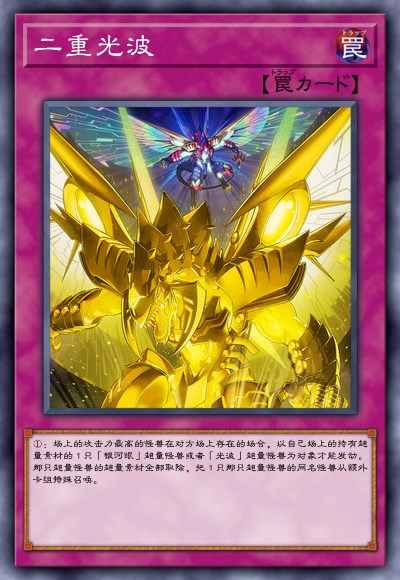 二重光波
トラップ
罠
トラップ
【罠カード】
①：场上的攻击力最高的怪兽在对方场上存在的场合，以自己场上的持有超
量素材的1只「银河眼」超量怪兽或者「光波」超量怪兽为对象才能发动。
那只超量怪兽的超量素材全部取除，把1只那只超量怪兽的同名怪兽从额外
卡组特殊召唤。